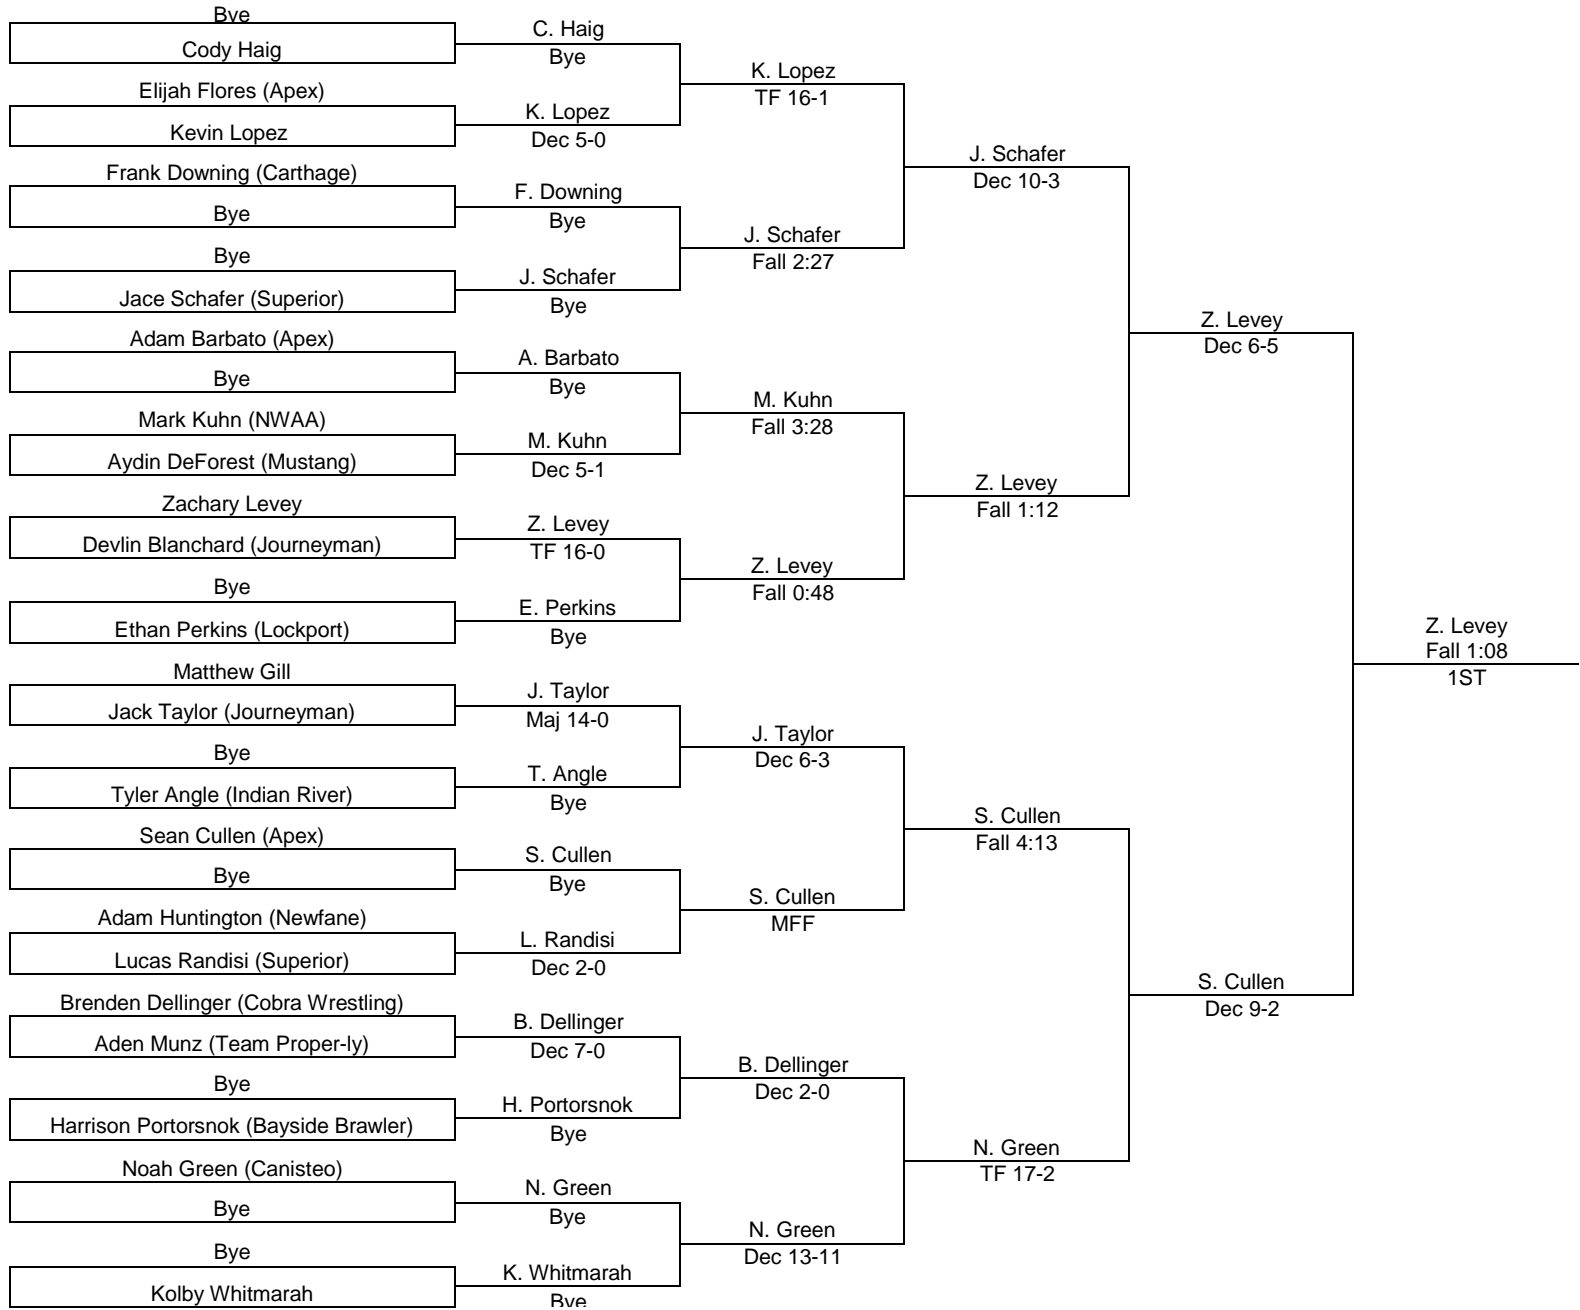 Bye
Cody Haig
Elijah Flores (Apex)
Kevin Lopez
Frank Downing (Carthage)
Bye
Bye
Jace Schafer (Superior)
Adam Barbato (Apex)
Bye
Mark Kuhn (NWAA)
Aydin DeForest (Mustang)
Zachary Levey
Devlin Blanchard (Journeyman)
Bye
Ethan Perkins (Lockport)
Matthew Gill
Jack Taylor (Journeyman)
Bye
Tyler Angle (Indian River)
Sean Cullen (Apex)
Bye
Adam Huntington (Newfane)
Lucas Randisi (Superior)
Brenden Dellinger (Cobra Wrestling)
Aden Munz (Team Proper-ly)
Bye
Harrison Portorsnok (Bayside Brawler)
Noah Green (Canisteo)
Bye
Bye
Kolby Whitmarah
C. Haig
Bye
K. Lopez
Dec 5-0
F. Downing
Bye
J. Schafer
Bye
A. Barbato
Bye
M. Kuhn
Dec 5-1
Z. Levey
TF 16-0
E. Perkins
Bye
J. Taylor
Maj 14-0
T. Angle
Bye
S. Cullen
Bye
L. Randisi
Dec 2-0
B. Dellinger
Dec 7-0
H. Portorsnok
Bye
N. Green
Bye
K. Whitmarah
Bye
K. Lopez
TF 16-1
J. Schafer
Fall 2:27
M. Kuhn
Fall 3:28
Z. Levey
Fall 0:48
J. Taylor
Dec 6-3
S. Cullen
MFF
B. Dellinger
Dec 2-0
N. Green
Dec 13-11
J. Schafer
Dec 10-3
Z. Levey
Fall 1:12
S. Cullen
Fall 4:13
N. Green
TF 17-2
Z. Levey
Dec 6-5
S. Cullen
Dec 9-2
Z. Levey
Fall 1:08
1ST